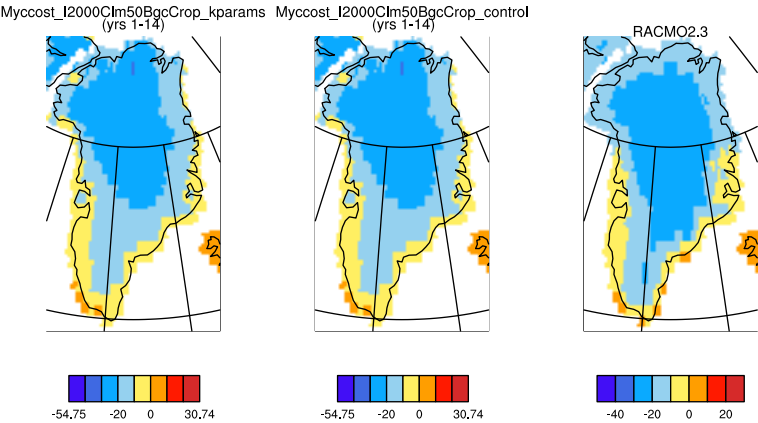 Myccost_I2000Clm50BgcCrop_kparams
(yrs 1-14)
Myccost_I2000Clm50BgcCrop_control
(yrs 1-14)
RACMO2.3
-54.75 -20 0 30.74
-54.75 -20 0 30.74
-40 -20 0 20